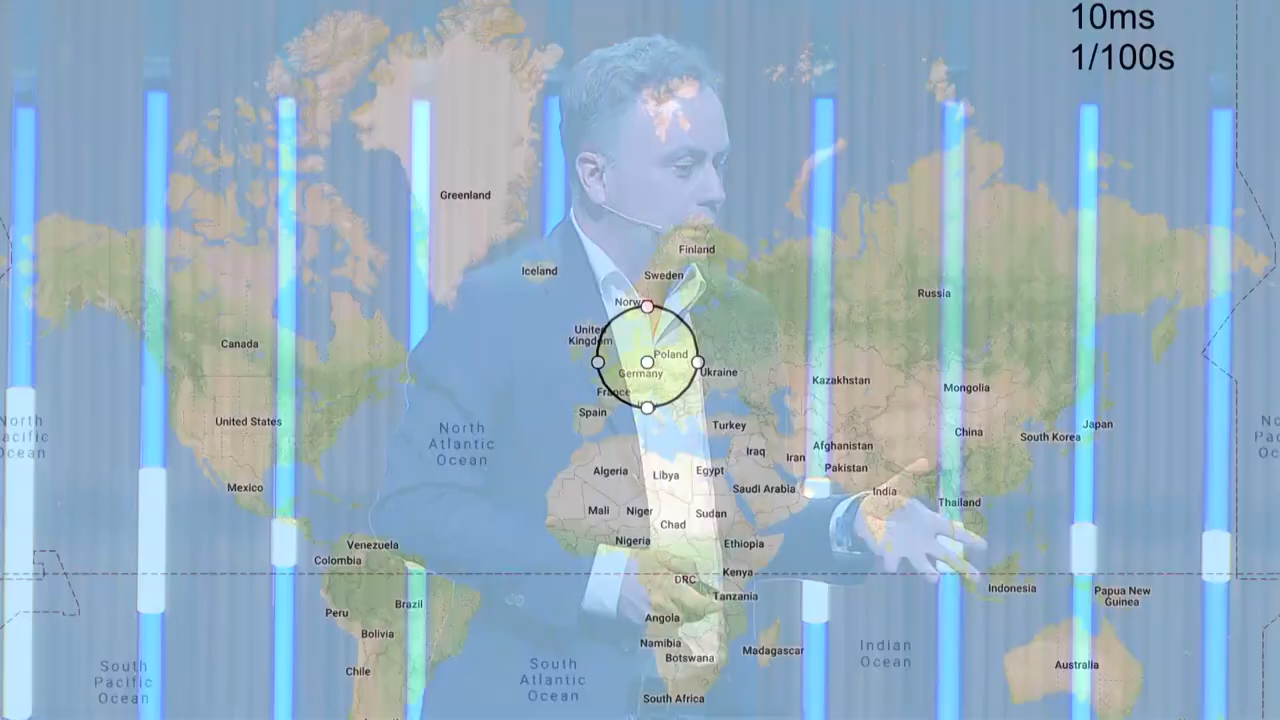 10ms
1/100s
Greenland
Finland
Iceland
Sweden
Russia
Norw
United
Kingdom
Canada
Poland
Germany
Ukraine
Kazakhstan
Mongolia
France
Spain
United States
North
Atlantic
Ocean
Turkey
Japan
China
South Korea
Iraq
Iran
Afghanistan
Pakistan
Algeria
Libya
Egypt
Saudi Arabia
India
Mexico
Thailand
Mali
Niger
Sudan
Chad
Nigeria
Ethiopia
Venezuela
Colombia
Kenya
DRC
Tanzania
Indonesia
Papua New
Guinea
Brazil
Peru
Angola
Bolivia
Namibia
Botswana
Madagascar
Indian
Ocean
Chile
Australia
South
Pacific
Ocean
South
Atlantic
Ocean
South Africa